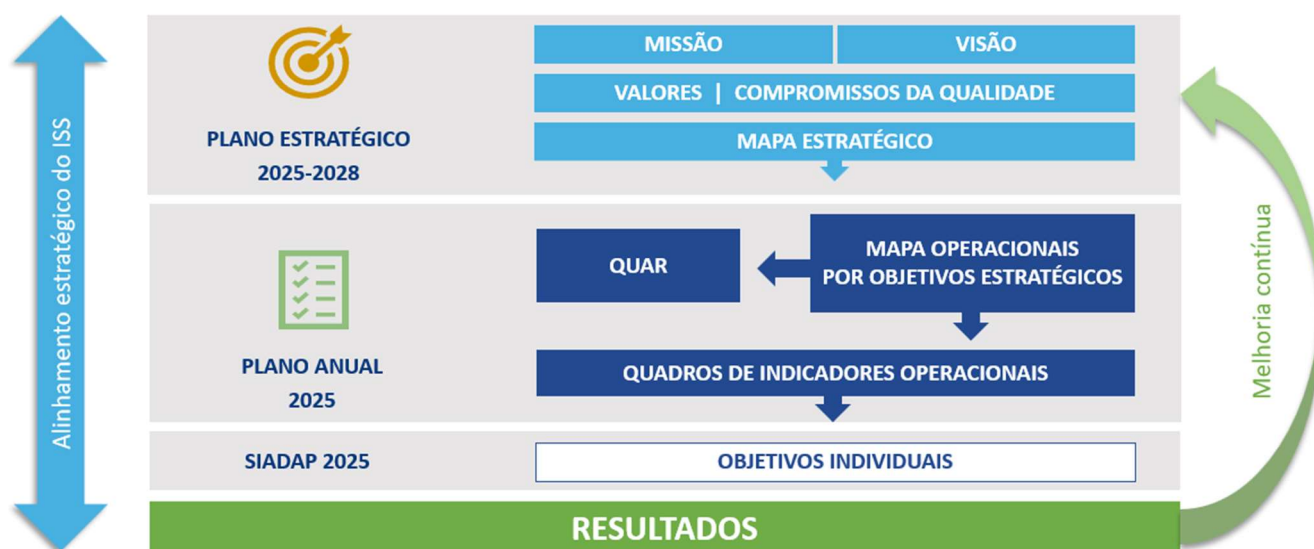 Alinhamento estratégico do ISS
PLANO ESTRATÉGICO
2025-2028
MISSÃO
VISÃO
VALORES | COMPROMISSOS DA QUALIDADE
MAPA ESTRATÉGICO
PLANO ANUAL
2025
QUAR
MAPA OPERACIONAIS
POR OBJETIVOS ESTRATÉGICOS
QUADROS DE INDICADORES OPERACIONAIS
SIADAP 2025
OBJETIVOS INDIVIDUAIS
RESULTADOS
Melhoria contínua